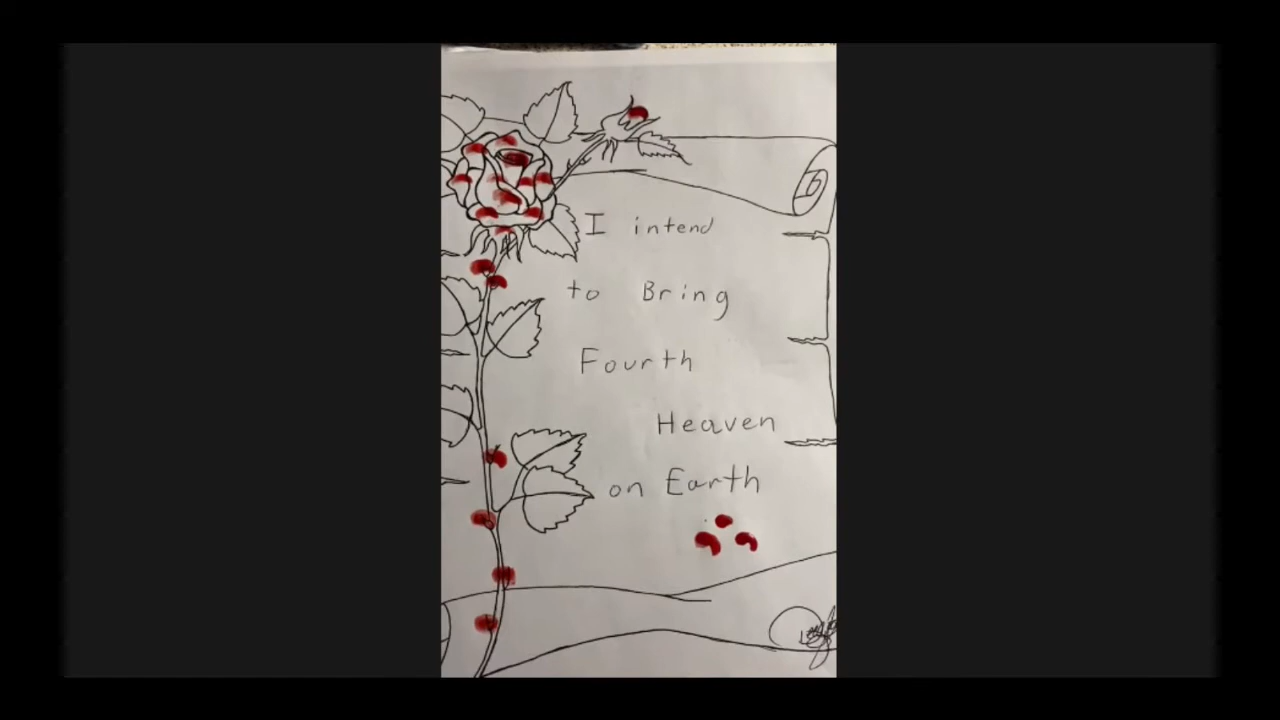 I intend
to Bring
Fourth
Heaven
on Earth